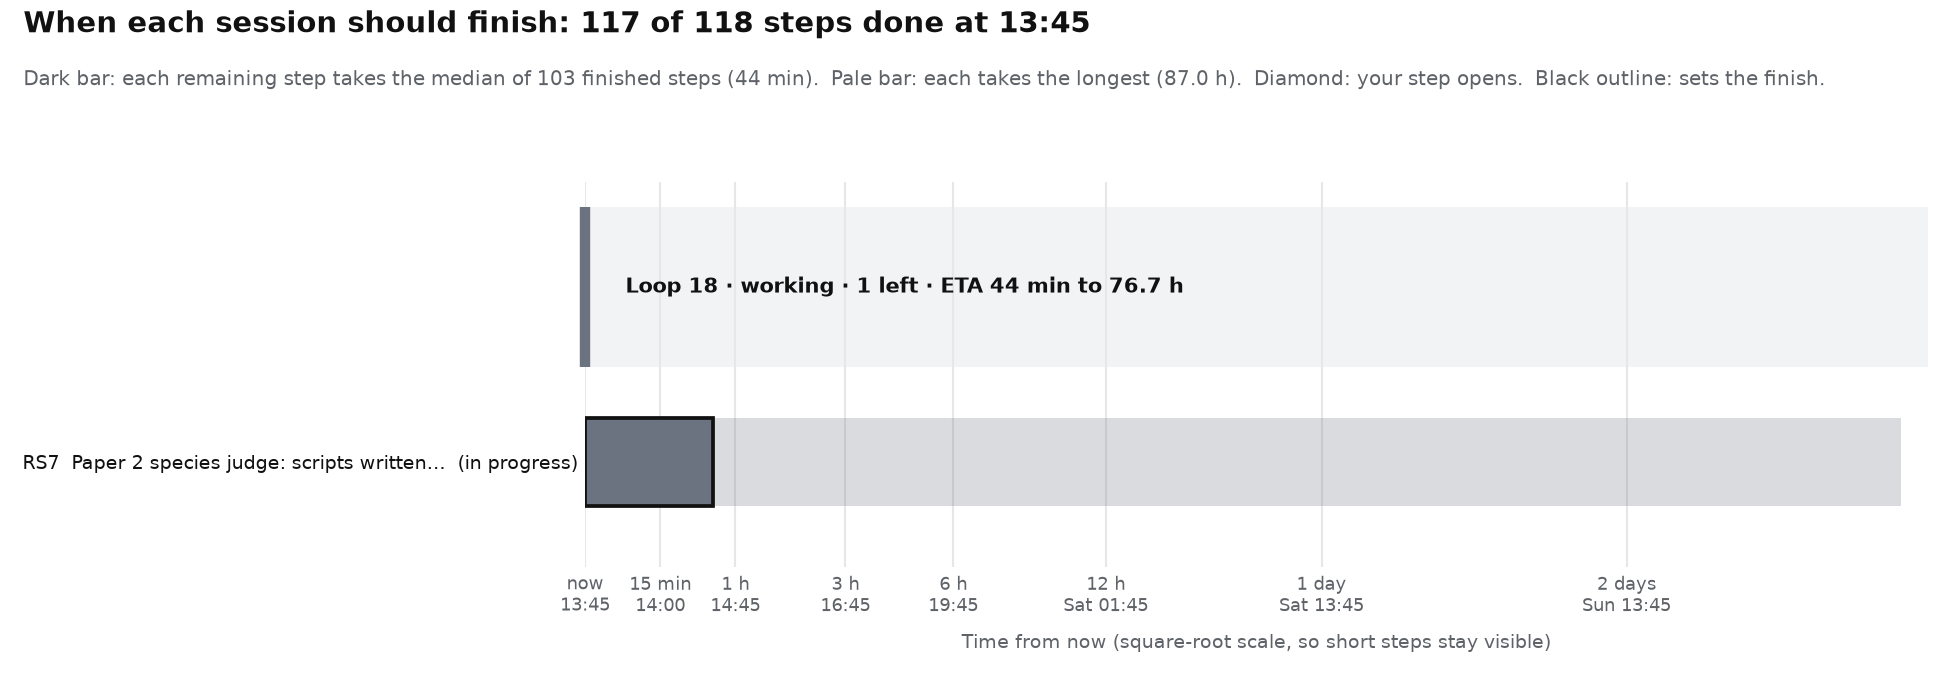 When each session should finish: 117 of 118 steps done at 13:45
Dark bar: each remaining step takes the median of 103 finished steps (44 min).  Pale bar: each takes the longest (87.0 h).  Diamond: your step opens.  Black outline: sets the finish.
Loop 18 · working · 1 left · ETA 44 min to 76.7 h
RS7  Paper 2 species judge: scripts written…  (in progress)
now 15 min 1 h 3 h 6 h 12 h 1 day 2 days
13:45 14:00 14:45 16:45 19:45 Sat 01:45 Sat 13:45 Sun 13:45
Time from now (square-root scale, so short steps stay visible)